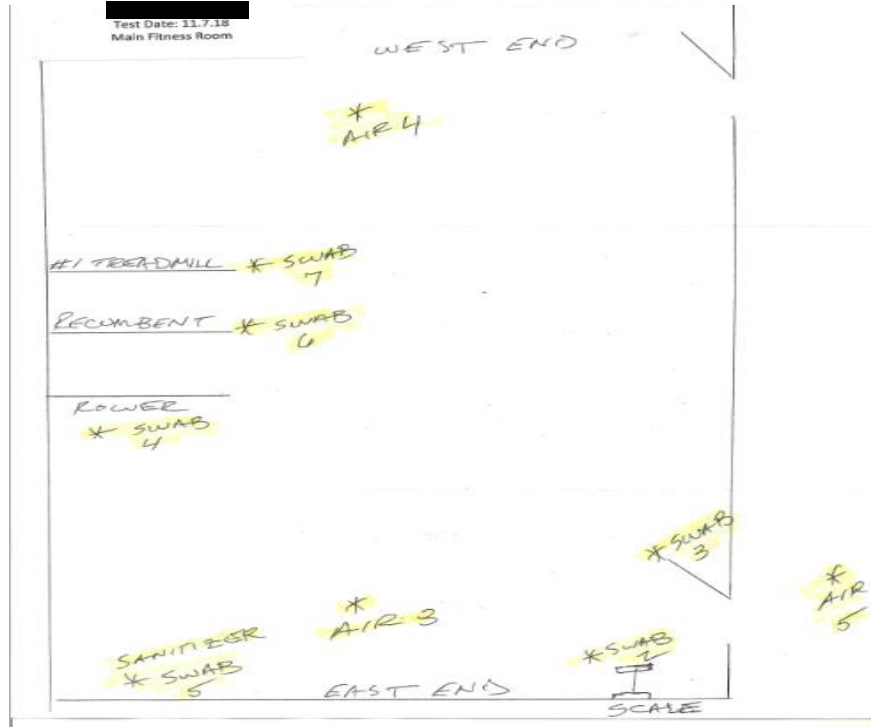 Test Date: 11.7.18
Main Fitness Room
WEST END
AIR 4
#1 TREADMILL * SWAB
7
RECUMBENT * SWAB
6
ROWER
* SWAB
4
* SWAB
3
* AIR
5
* AIR 3
SANITIZER
* SWAB
5
* SWAB
2
EAST END
SCALE